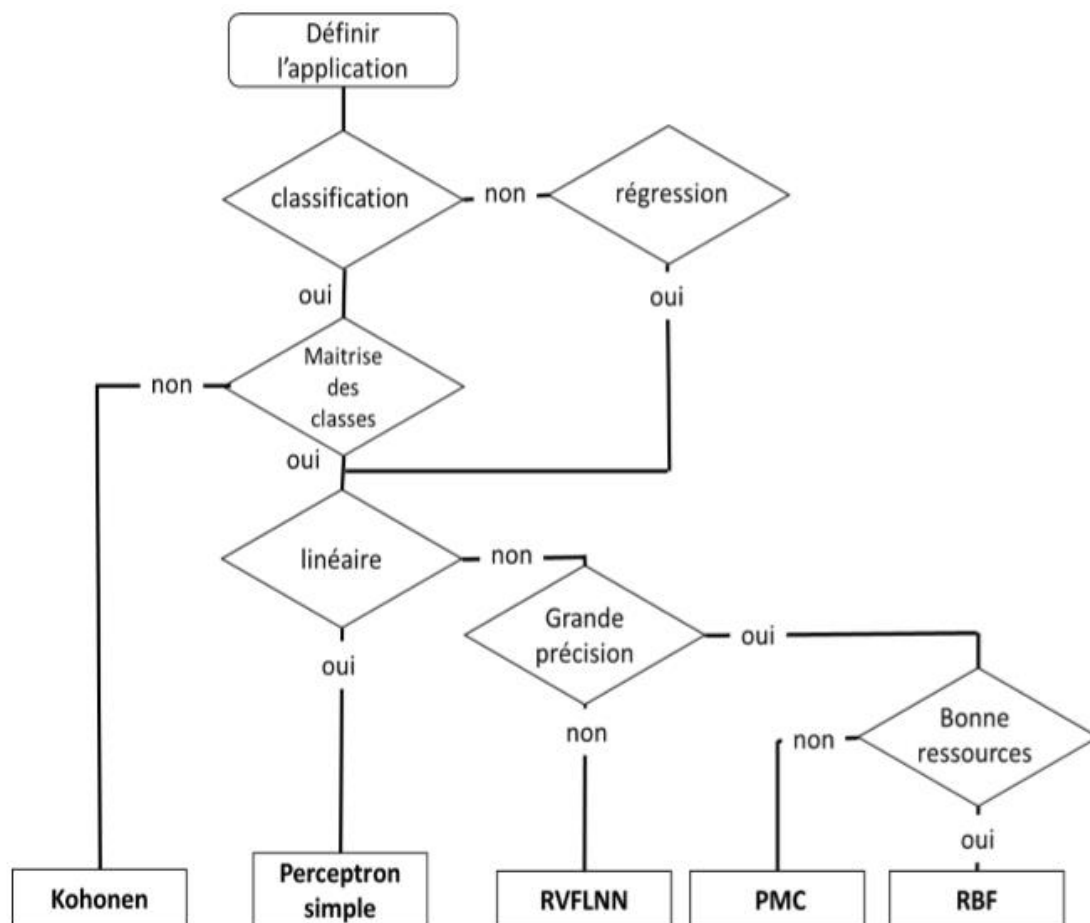 Définir
l'application
classification
non
régression
oui
oui
Maitrise
des
classes
non
oui
linéaire
non
Grande
précision
oui
oui
Bonne
ressources
non
non
oui
Kohonen
Perceptron
simple
RVFLNN
PMC
RBF